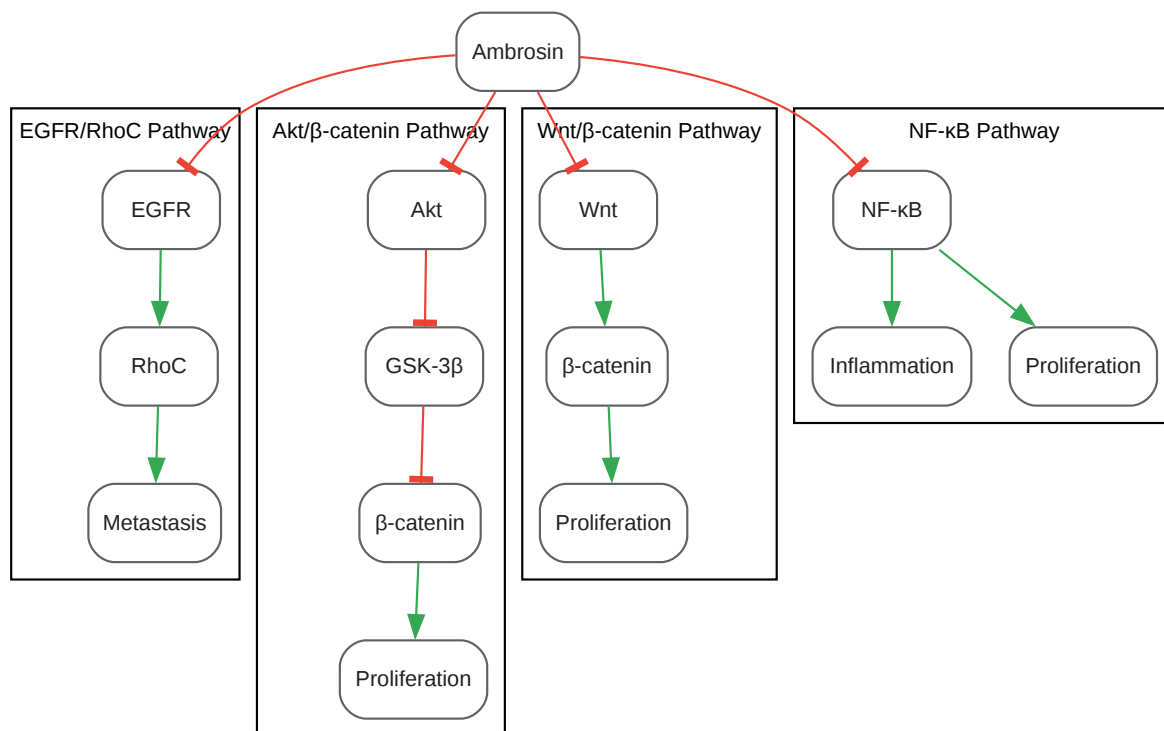 Ambrosin
EGFR/RhoC Pathway
Akt/β-catenin Pathway
Wnt/β-catenin Pathway
NF-κB Pathway
EGFR
Akt
Wnt
NF-κB
RhoC
GSK-3β
β-catenin
Inflammation
Proliferation
Metastasis
β-catenin
Proliferation
Proliferation